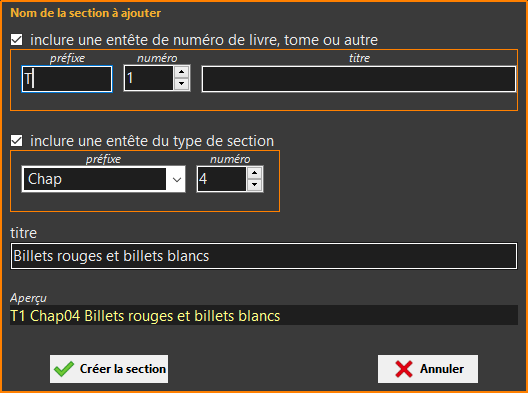 Nom de la section à ajouter
inclure une entête de numéro de livre, tome ou autre
préfixe numéro titre
T 1
inclure une entête du type de section
préfixe numéro
Chap 4
titre
Billets rouges et billets blancs
Aperçu
T1 Chap04 Billets rouges et billets blancs
Créer la section Annuler